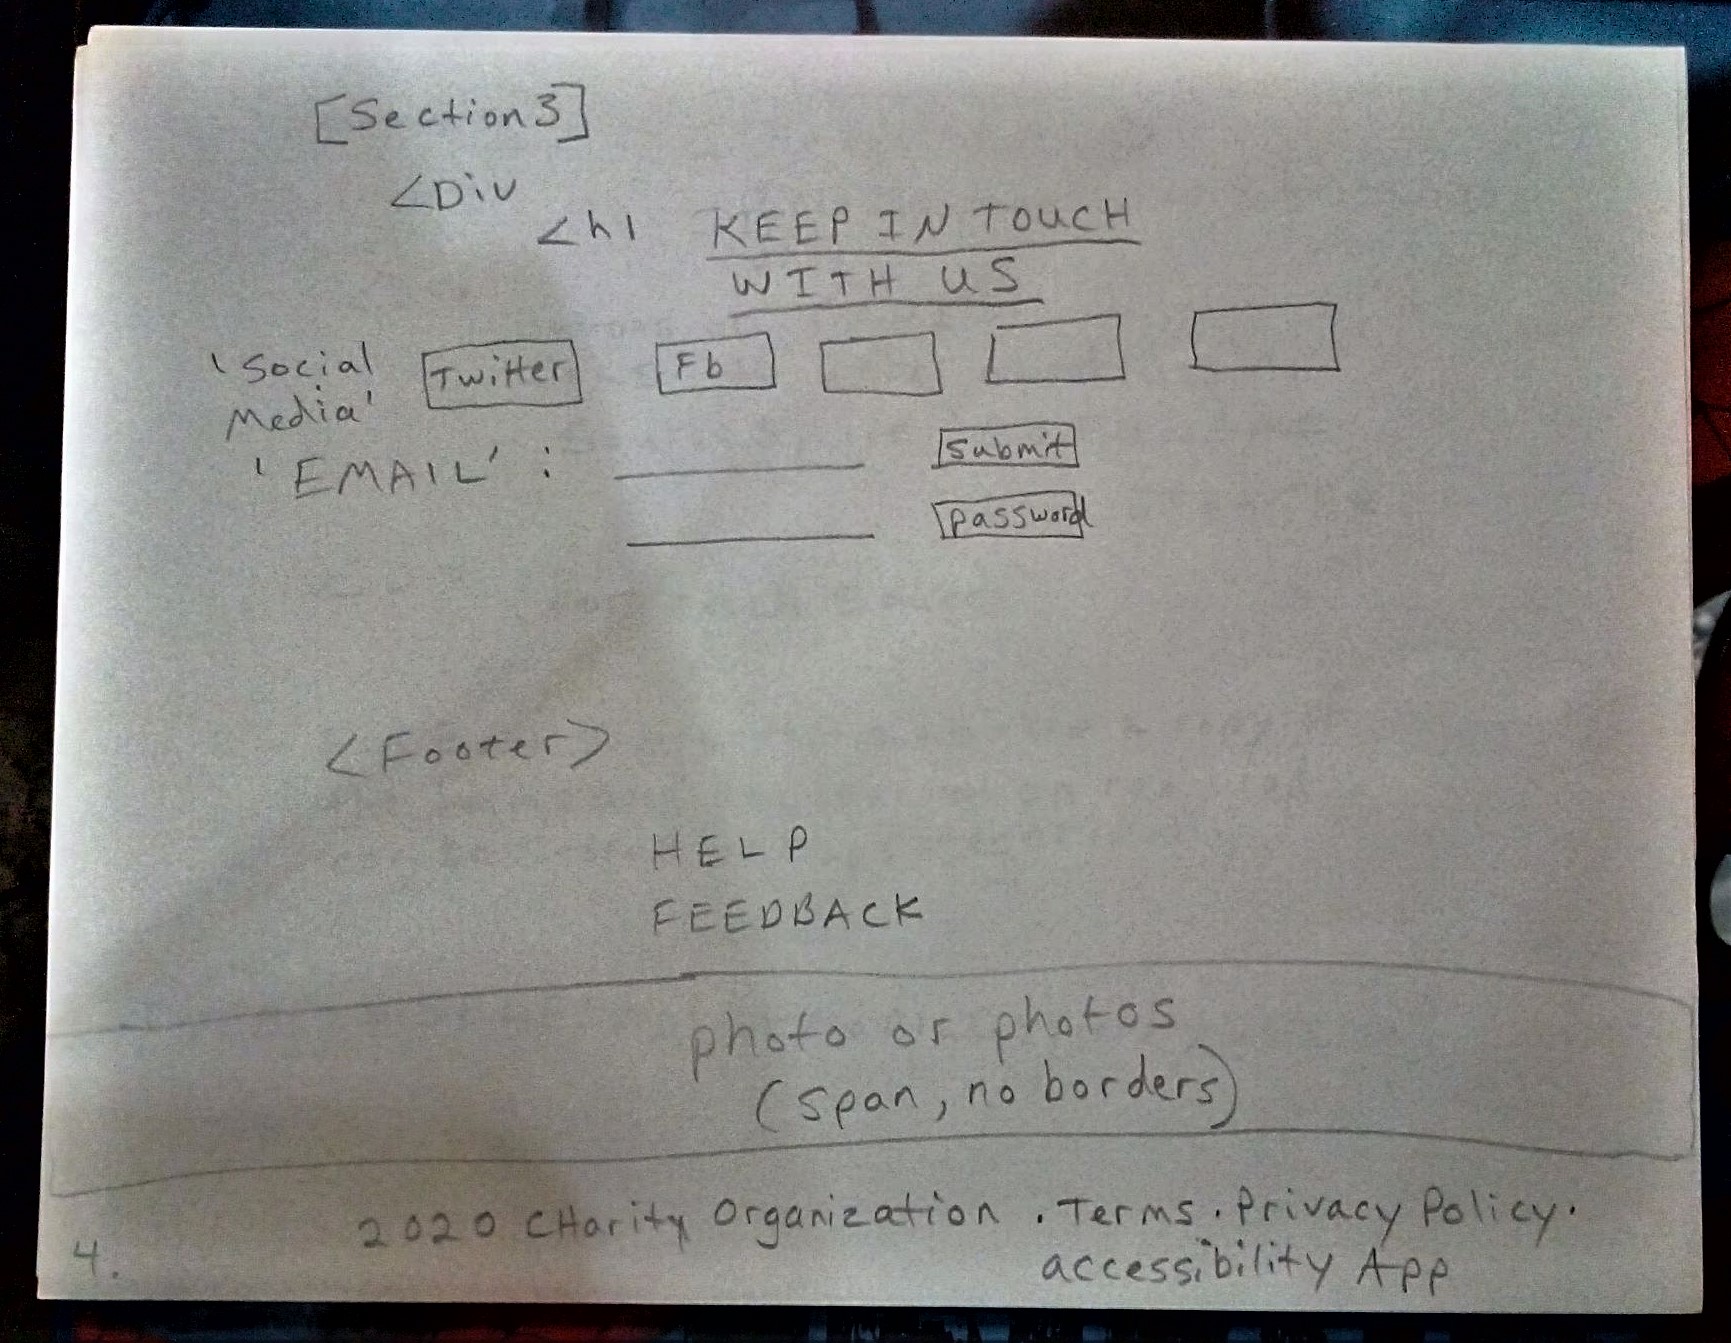 [Section 3]
<Div
<h1 KEEP IN TOUCH
WITH US
'Social Media' Twitter Fb
'EMAIL' : Submit
password
<Footer>
HELP
FEEDBACK
photo or photos
(span, no borders)
2020 CHarity Organization . Terms . Privacy Policy .
accessibility App
4.